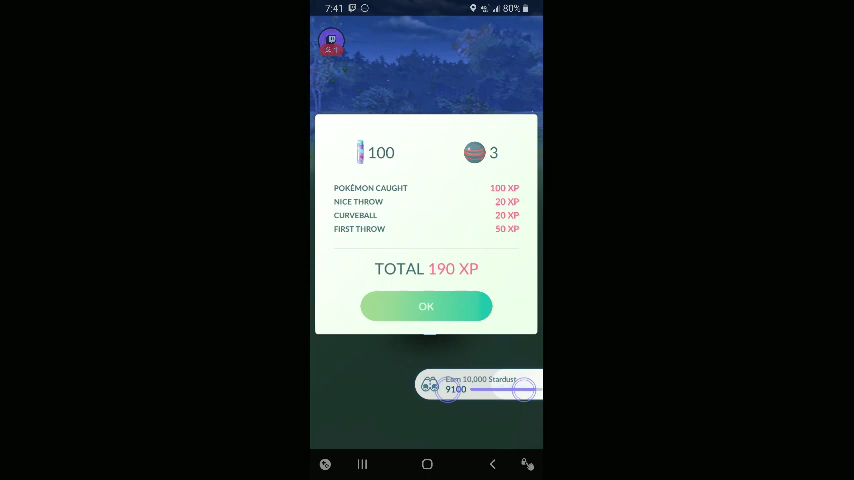 7:41 80%
100 3
POKÉMON CAUGHT 100 XP
NICE THROW 20 XP
CURVEBALL 20 XP
FIRST THROW 50 XP
TOTAL 190 XP
OK
Earn 10,000 Stardust
9100